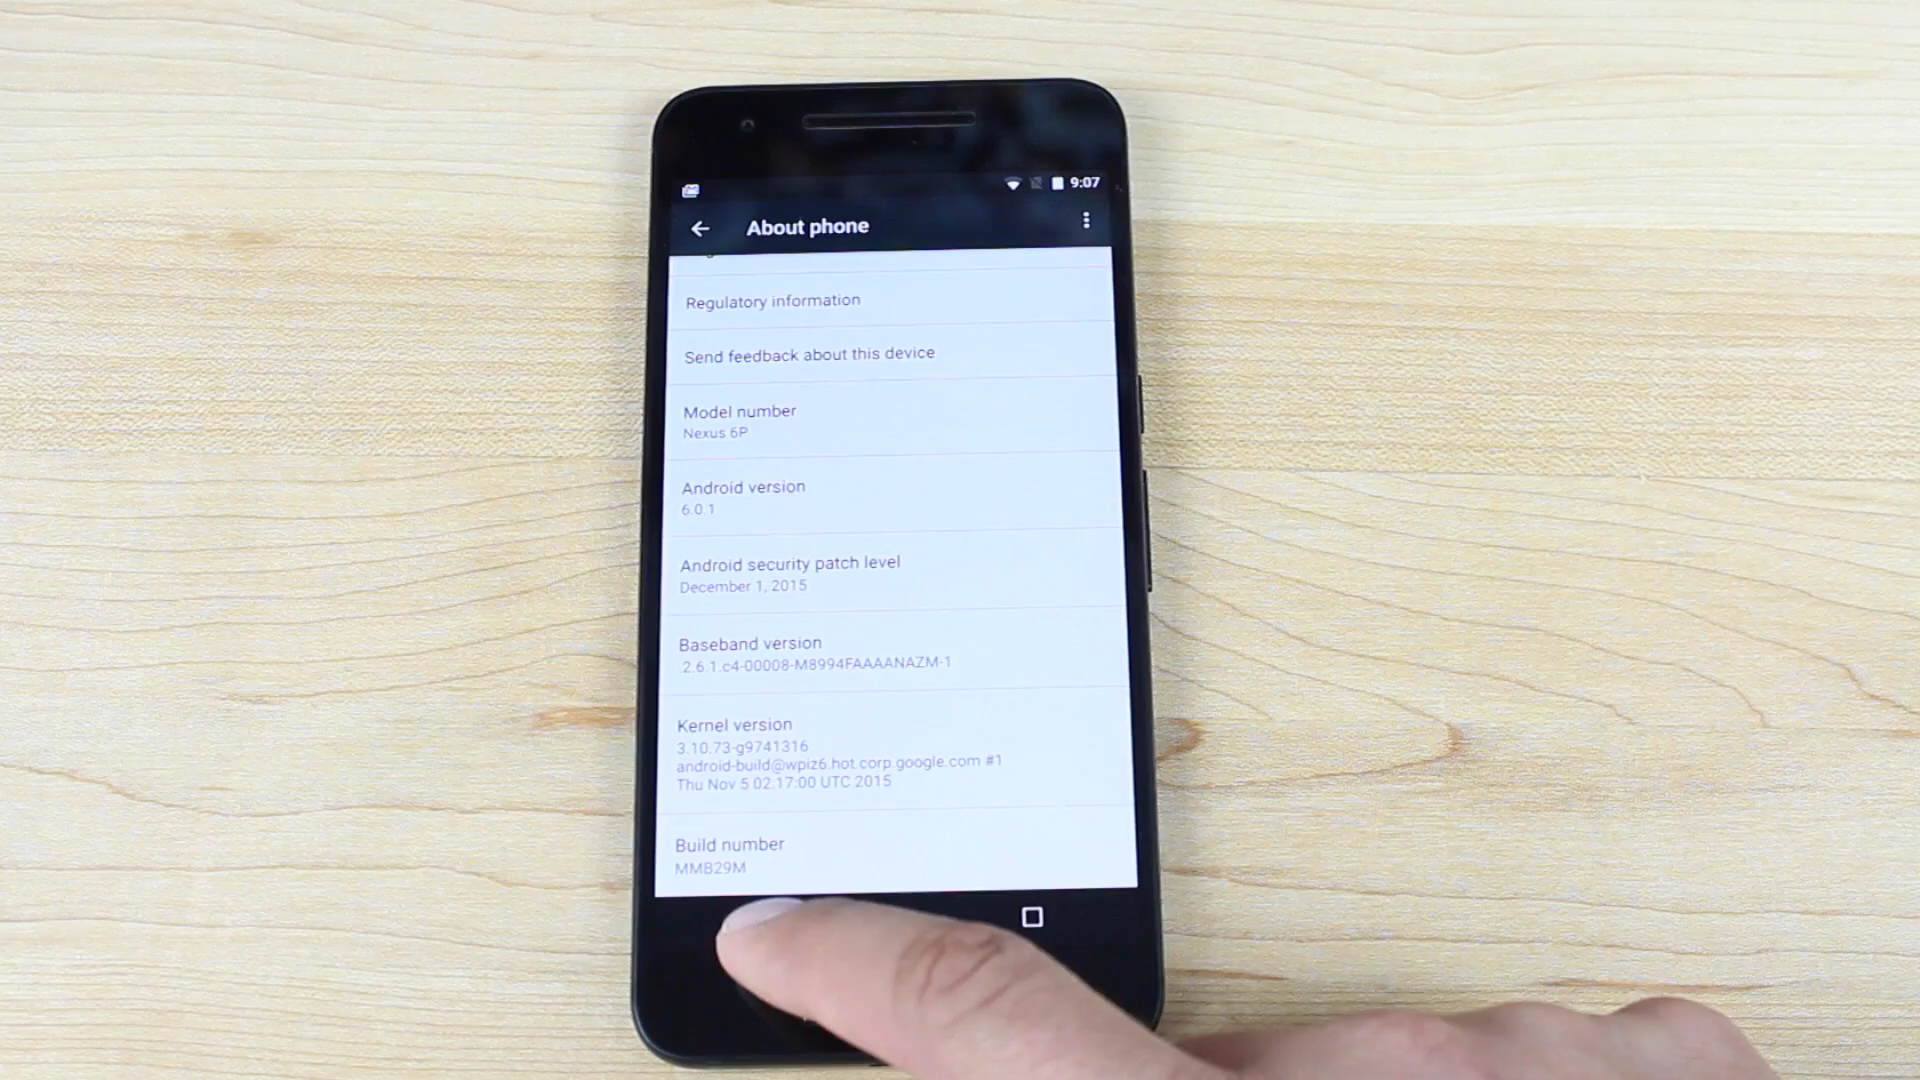 9:07
About phone
Regulatory information
Send feedback about this device
Model number
Nexus 6P
Android version
6.0.1
Android security patch level
December 1, 2015
Baseband version
.2.6.1.c4-00008-M8994FAAAANAZM-1
Kernel version
3.10.73-g9741316
android-build@wpiz6.hot.corp.google.com #1
Thu Nov 5 02:17:00 UTC 2015
Build number
MMB29M